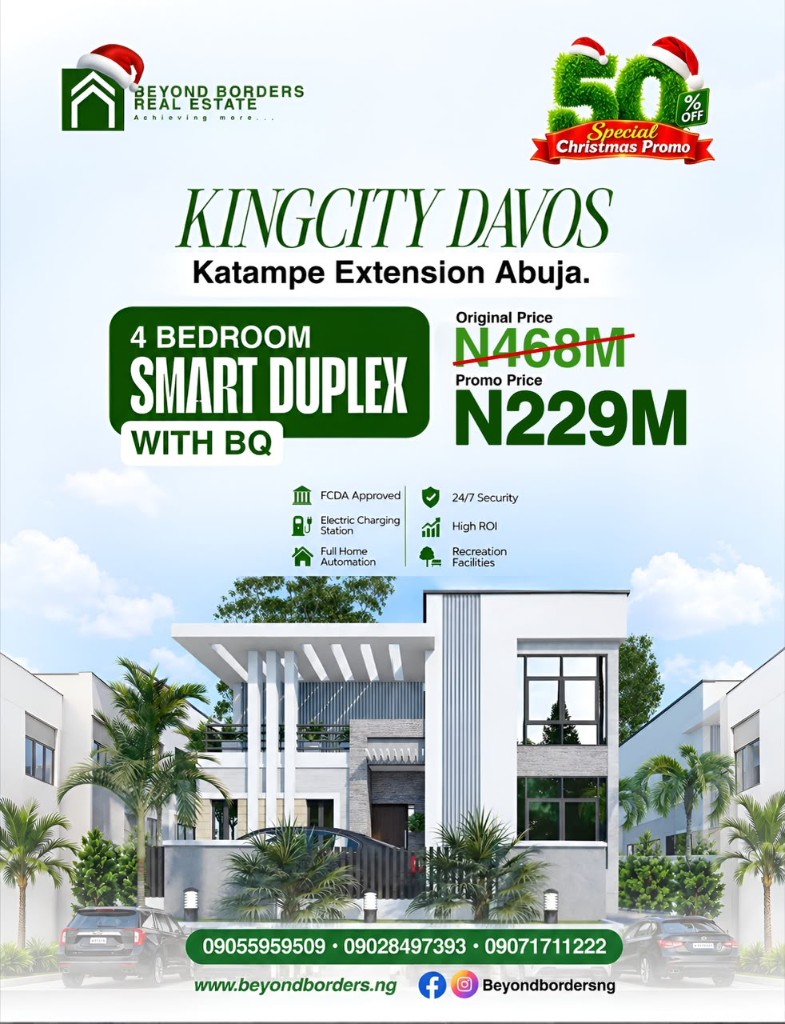 BEYOND BORDERS
REAL ESTATE
Achieving more...
50
%
OFF
Special
Christmas Promo
KINGCITY DAVOS
Katampe Extension Abuja.
4 BEDROOM
SMART DUPLEX
WITH BQ
Original Price
N468M
Promo Price
N229M
FCDA Approved
Electric Charging
Station
Full Home
Automation
24/7 Security
High ROI
Recreation
Facilities
09055959509 • 09028497393 • 09071711222
www.beyondborders.ng
Beyondbordersng